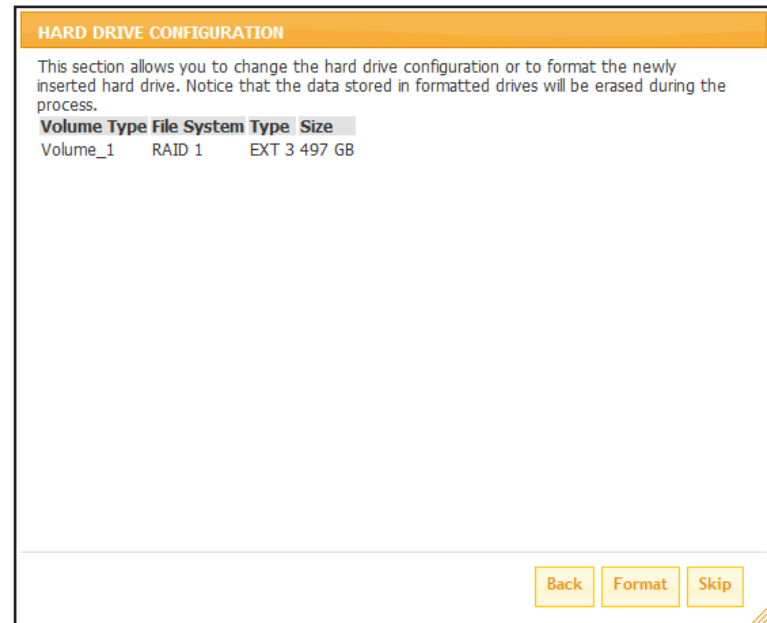 HARD DRIVE CONFIGURATION
This section allows you to change the hard drive configuration or to format the newly
inserted hard drive. Notice that the data stored in formatted drives will be erased during the
process.
Volume Type File System Type Size
Volume_1 RAID 1 EXT 3 497 GB
Back Format Skip